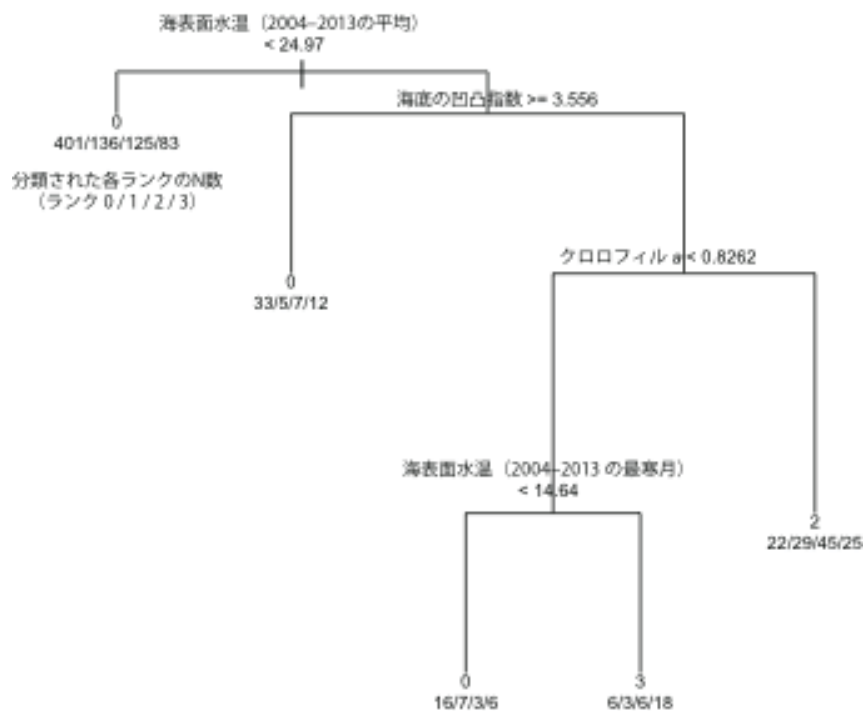 海表面水温（2004–2013の平均）
< 24.97
海底の凹凸指数 >= 3.556
0
401/136/125/83
分類された各ランクのN数
（ランク 0 / 1 / 2 / 3）
クロロフィル a < 0.8262
0
33/5/7/12
海表面水温（2004–2013 の最寒月）
< 14.64
2
22/29/45/25
0
16/7/3/6
3
6/3/6/18